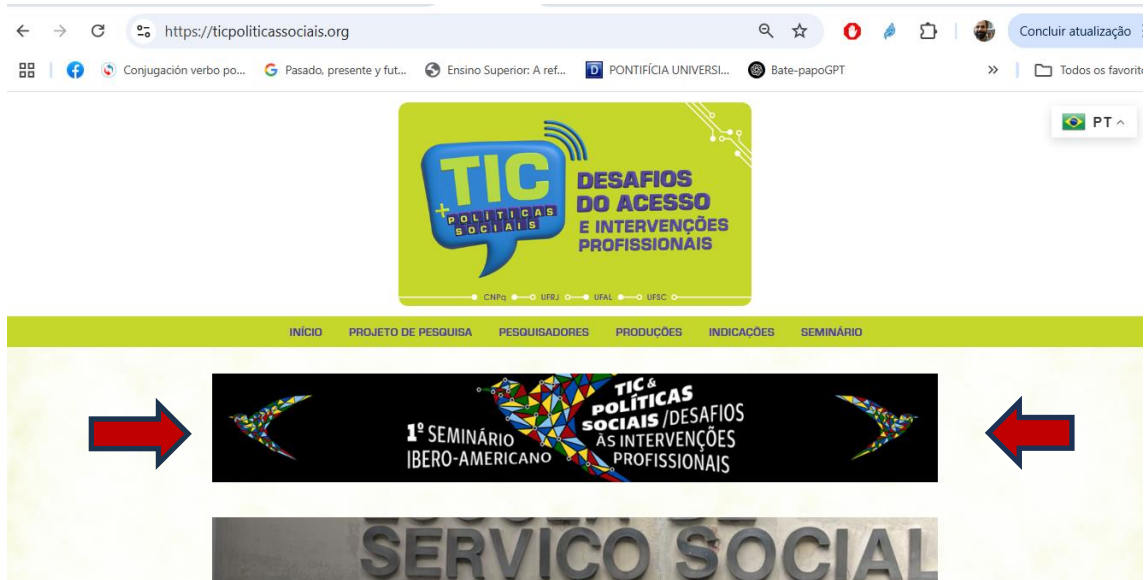 https://ticpoliticassociais.org
Concluir atualização
Conjugación verbo po...
Pasado, presente y fut...
Ensino Superior: A ref...
PONTIFÍCIA UNIVERSI...
Bate-papoGPT
Todos os favorito
PT
TIC
+POLÍTICAS
SOCIAIS
DESAFIOS
DO ACESSO
E INTERVENÇÕES
PROFISSIONAIS
CNPq UFRJ UFAL UFSC
INÍCIO PROJETO DE PESQUISA PESQUISADORES PRODUÇÕES INDICAÇÕES SEMINÁRIO
1º SEMINÁRIO
IBERO-AMERICANO
TIC &
POLÍTICAS
SOCIAIS / DESAFIOS
ÀS INTERVENÇÕES
PROFISSIONAIS
SERVIÇO SOCIAL